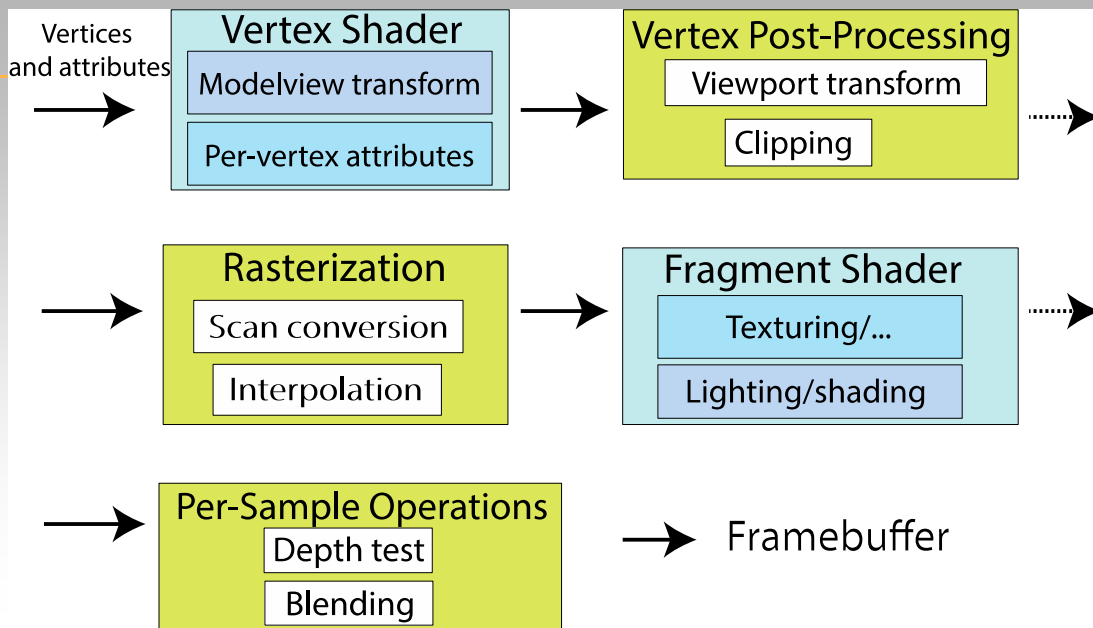 Vertices
and attributes
Vertex Shader
Modelview transform
Per-vertex attributes
Vertex Post-Processing
Viewport transform
Clipping
Rasterization
Scan conversion
Interpolation
Fragment Shader
Texturing/...
Lighting/shading
Per-Sample Operations
Depth test
Blending
Framebuffer